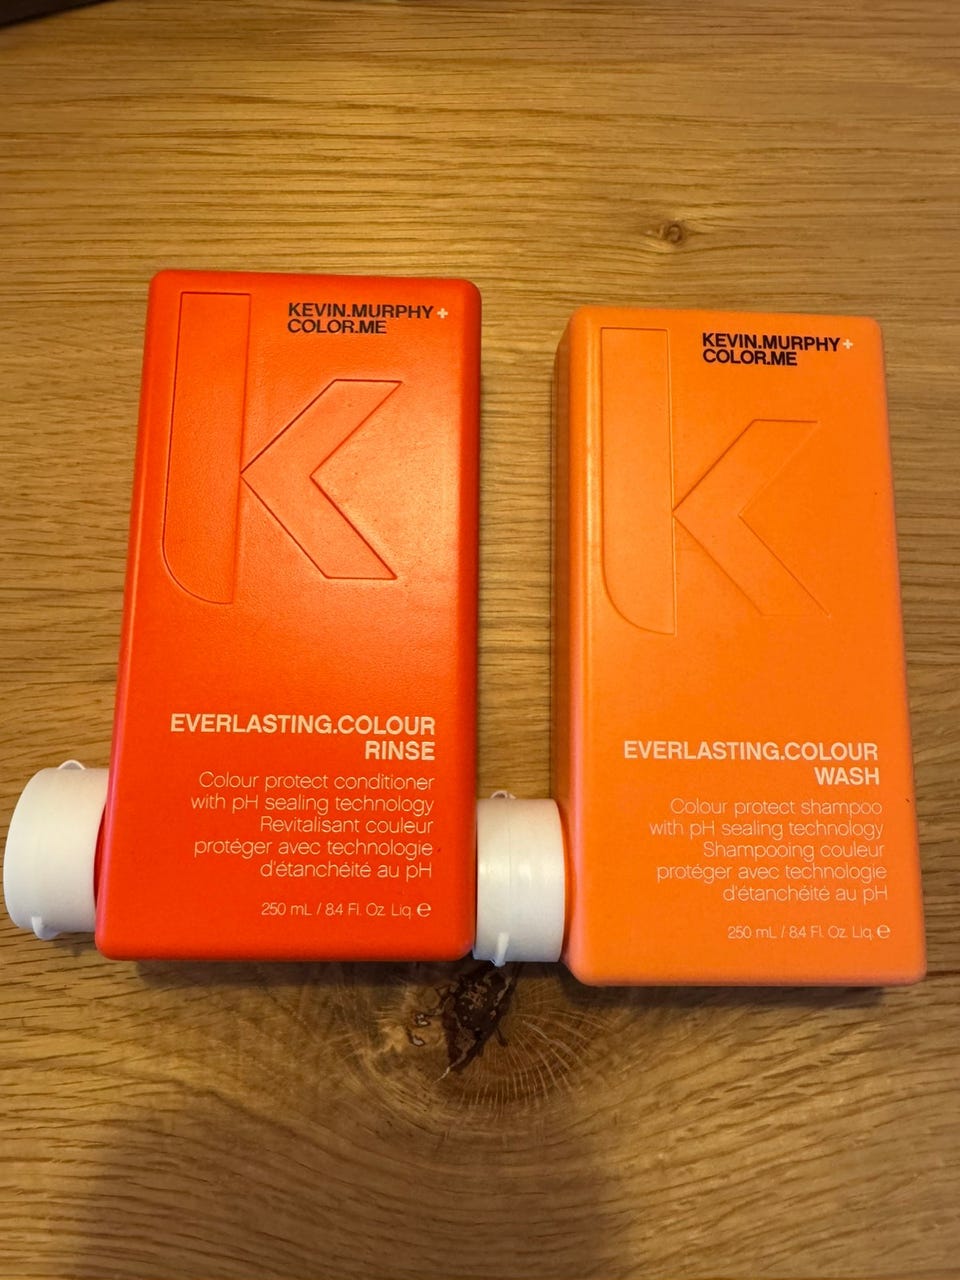 KEVIN.MURPHY+
COLOR.ME
EVERLASTING.COLOUR
RINSE
Colour protect conditioner
with pH sealing technology
Revitalisant couleur
protéger avec technologie
d'étanchéité au pH
250 mL / 8.4 Fl. Oz. Liq. e
KEVIN.MURPHY+
COLOR.ME
EVERLASTING.COLOUR
WASH
Colour protect shampoo
with pH sealing technology
Shampooing couleur
protéger avec technologie
d'étanchéité au pH
250 mL / 8.4 Fl. Oz. Liq. e